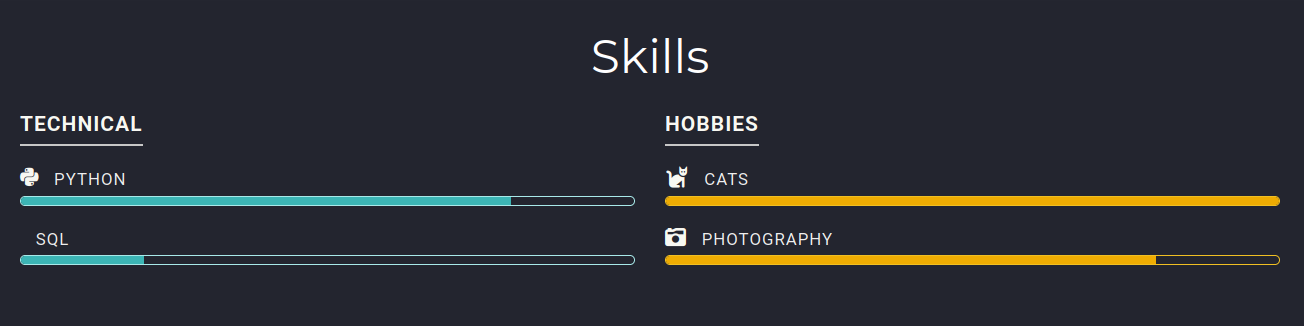 Skills
TECHNICAL
PYTHON
SQL
HOBBIES
CATS
PHOTOGRAPHY